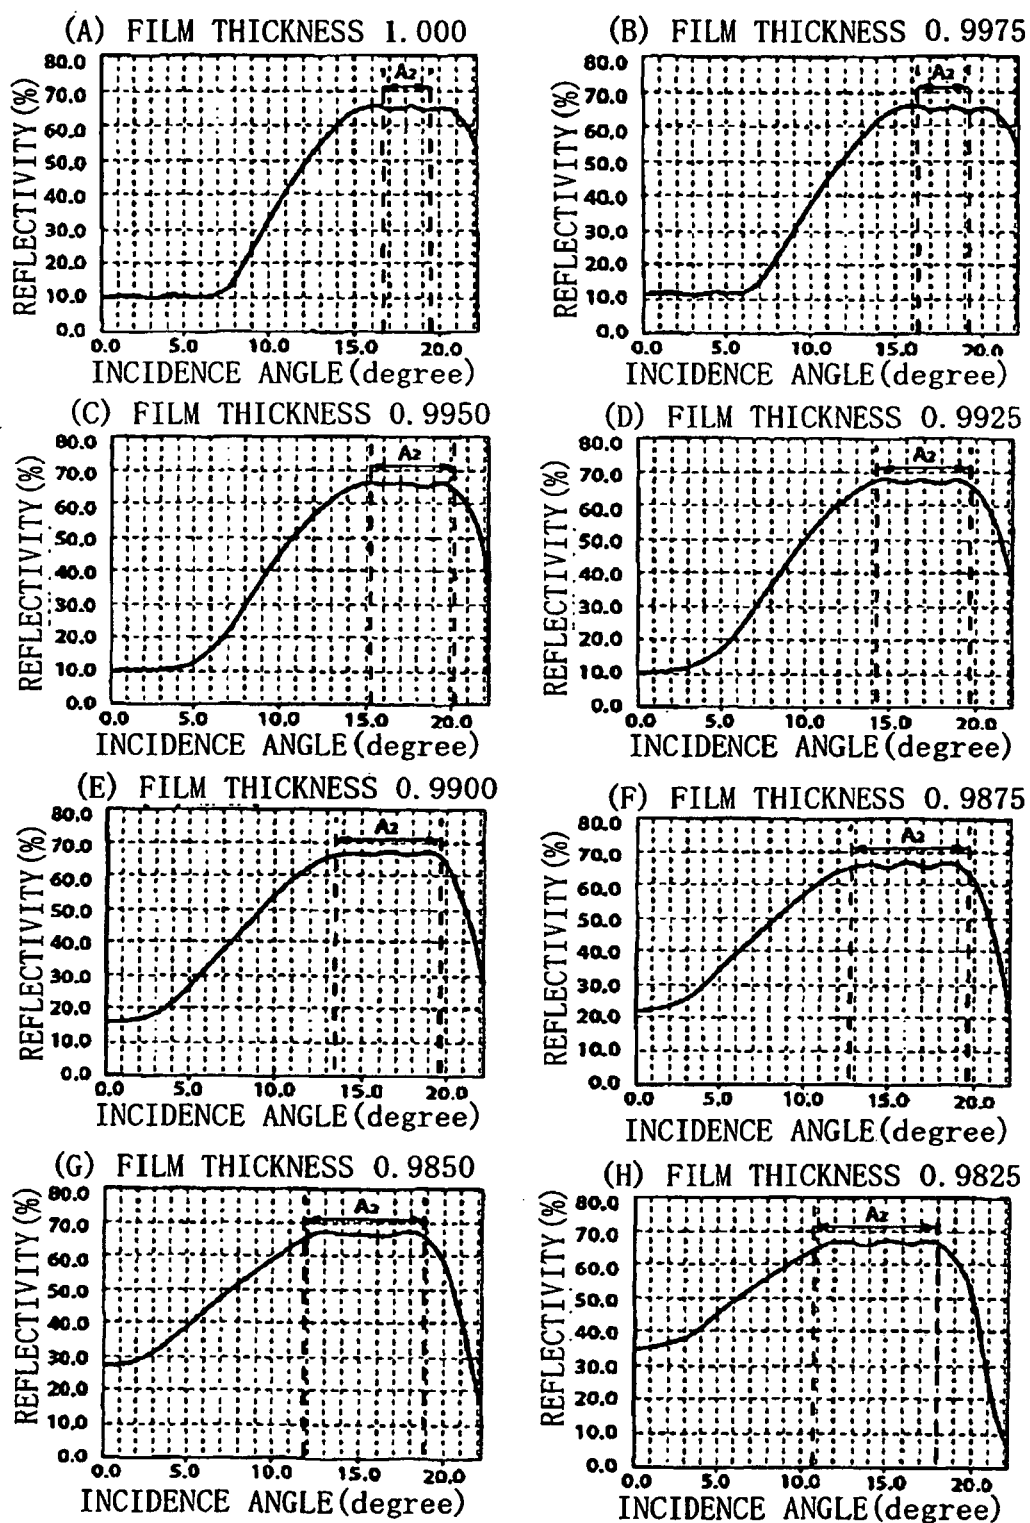 (A) FILM THICKNESS 1.000
REFLECTIVITY(%)
80.0
70.0
60.0
50.0
40.0
30.0
20.0
10.0
0.0
A2
0.0 5.0 10.0 15.0 20.0
INCIDENCE ANGLE(degree)
(B) FILM THICKNESS 0.9975
REFLECTIVITY(%)
80.0
70.0
60.0
50.0
40.0
30.0
20.0
10.0
0.0
A2
0.0 5.0 10.0 15.0 20.0
INCIDENCE ANGLE(degree)
(C) FILM THICKNESS 0.9950
REFLECTIVITY(%)
80.0
70.0
60.0
50.0
40.0
30.0
20.0
10.0
0.0
A2
0.0 5.0 10.0 15.0 20.0
INCIDENCE ANGLE(degree)
(D) FILM THICKNESS 0.9925
REFLECTIVITY(%)
80.0
70.0
60.0
50.0
40.0
30.0
20.0
10.0
0.0
A2
0.0 5.0 10.0 15.0 20.0
INCIDENCE ANGLE(degree)
(E) FILM THICKNESS 0.9900
REFLECTIVITY(%)
80.0
70.0
60.0
50.0
40.0
30.0
20.0
10.0
0.0
A2
0.0 5.0 10.0 15.0 20.0
INCIDENCE ANGLE(degree)
(F) FILM THICKNESS 0.9875
REFLECTIVITY(%)
80.0
70.0
60.0
50.0
40.0
30.0
20.0
10.0
0.0
A2
0.0 5.0 10.0 15.0 20.0
INCIDENCE ANGLE(degree)
(G) FILM THICKNESS 0.9850
REFLECTIVITY(%)
80.0
70.0
60.0
50.0
40.0
30.0
20.0
10.0
0.0
A2
0.0 5.0 10.0 15.0 20.0
INCIDENCE ANGLE(degree)
(H) FILM THICKNESS 0.9825
REFLECTIVITY(%)
80.0
70.0
60.0
50.0
40.0
30.0
20.0
10.0
0.0
A2
0.0 5.0 10.0 15.0 20.0
INCIDENCE ANGLE(degree)